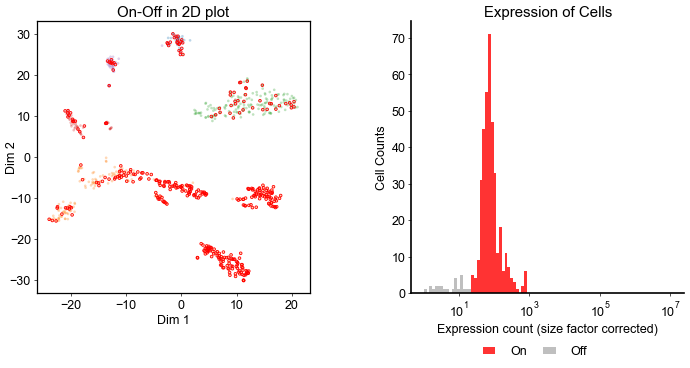 On-Off in 2D plot
Expression of Cells
30
20
10
0
−10
−20
−30
Dim 2
−20 −10 0 10 20
Dim 1
70
60
50
40
30
20
10
0
Cell Counts
10^1 10^3 10^5 10^7
Expression count (size factor corrected)
On Off